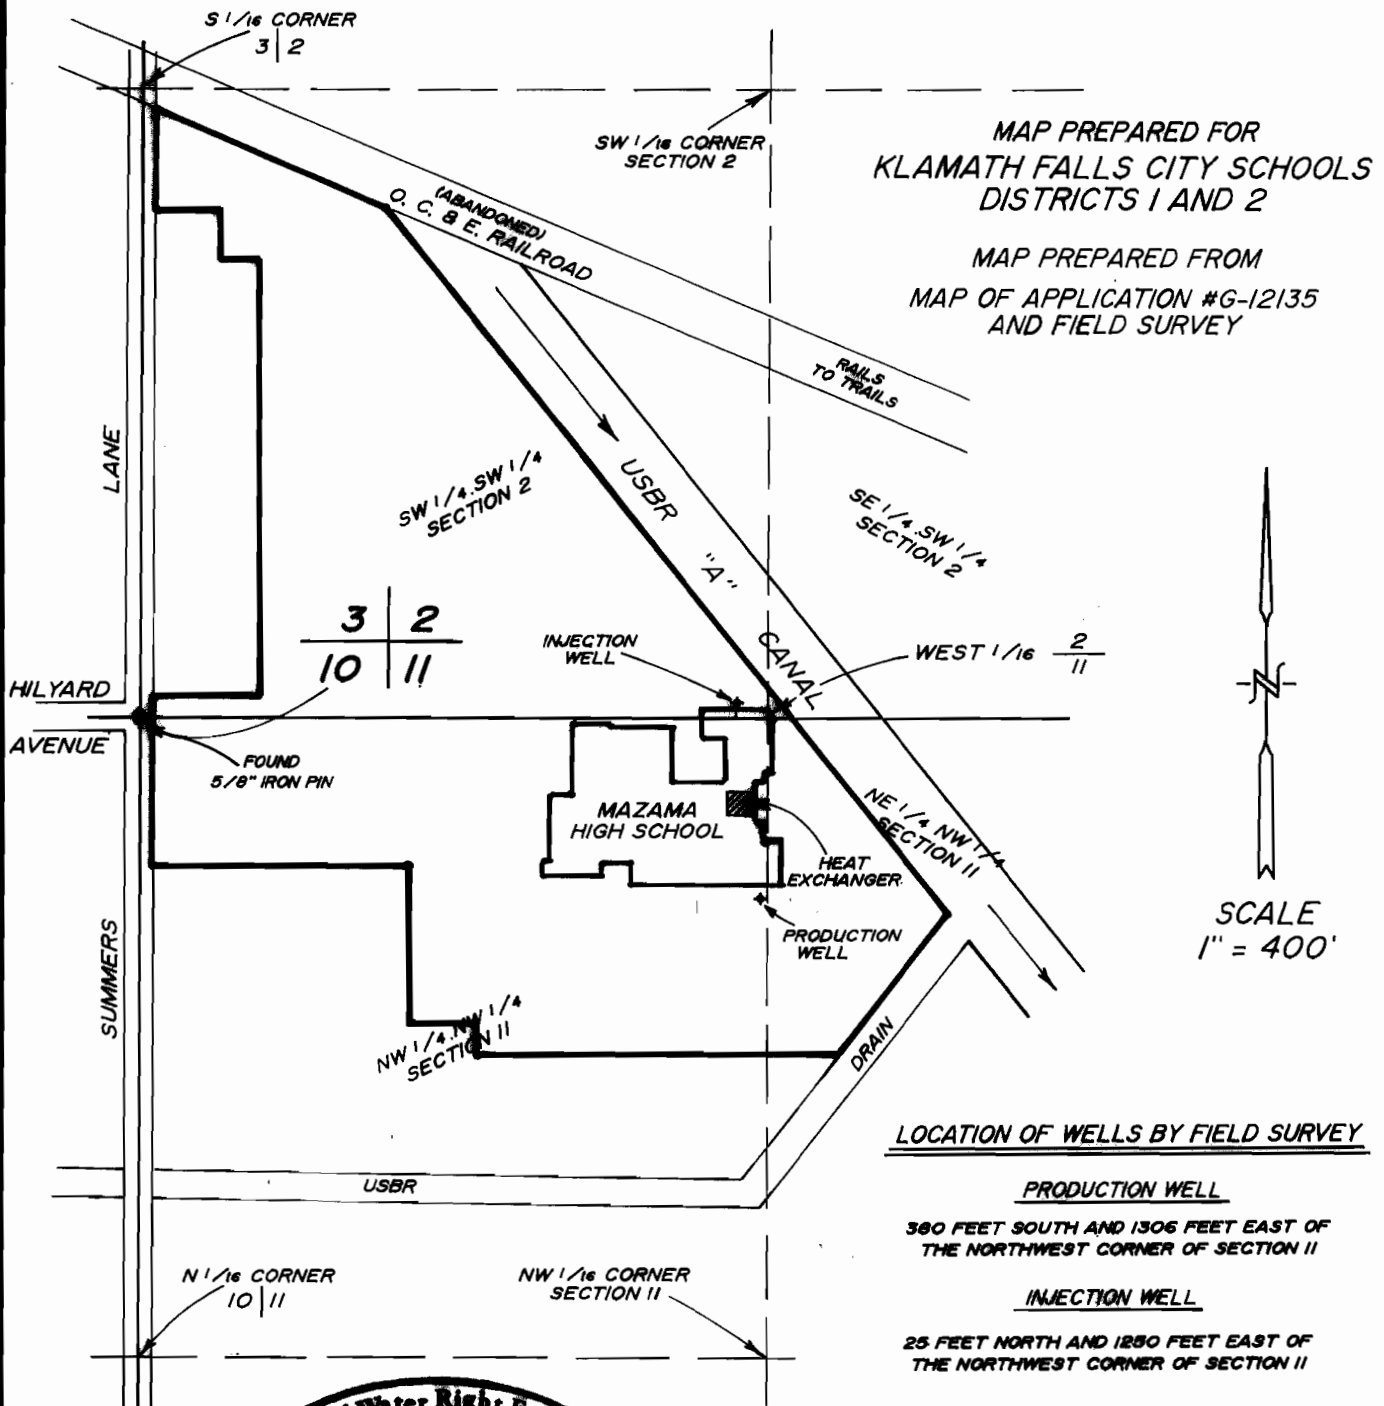 S 1/16 CORNER
3 | 2
SW 1/16 CORNER
SECTION 2
MAP PREPARED FOR
KLAMATH FALLS CITY SCHOOLS
DISTRICTS 1 AND 2
MAP PREPARED FROM
MAP OF APPLICATION #G-12135
AND FIELD SURVEY
(ABANDONED)
O. C. & E. RAILROAD
RAILS
TO TRAILS
LANE
SW 1/4 SW 1/4
SECTION 2
USBR "A" CANAL
SE 1/4 SW 1/4
SECTION 2
3 | 2
10 | 11
INJECTION
WELL
WEST 1/16 2
11
HILYARD
AVENUE
FOUND
5/8" IRON PIN
MAZAMA
HIGH SCHOOL
NE 1/4 NW 1/4
SECTION 11
HEAT
EXCHANGER
N
PRODUCTION
WELL
SCALE
1" = 400'
SUMMERS
NW 1/4 NW 1/4
SECTION 11
DRAIN
USBR
LOCATION OF WELLS BY FIELD SURVEY
PRODUCTION WELL
380 FEET SOUTH AND 1306 FEET EAST OF
THE NORTHWEST CORNER OF SECTION 11
INJECTION WELL
25 FEET NORTH AND 1250 FEET EAST OF
THE NORTHWEST CORNER OF SECTION 11
N 1/16 CORNER
10 | 11
NW 1/16 CORNER
SECTION 11
Water Right